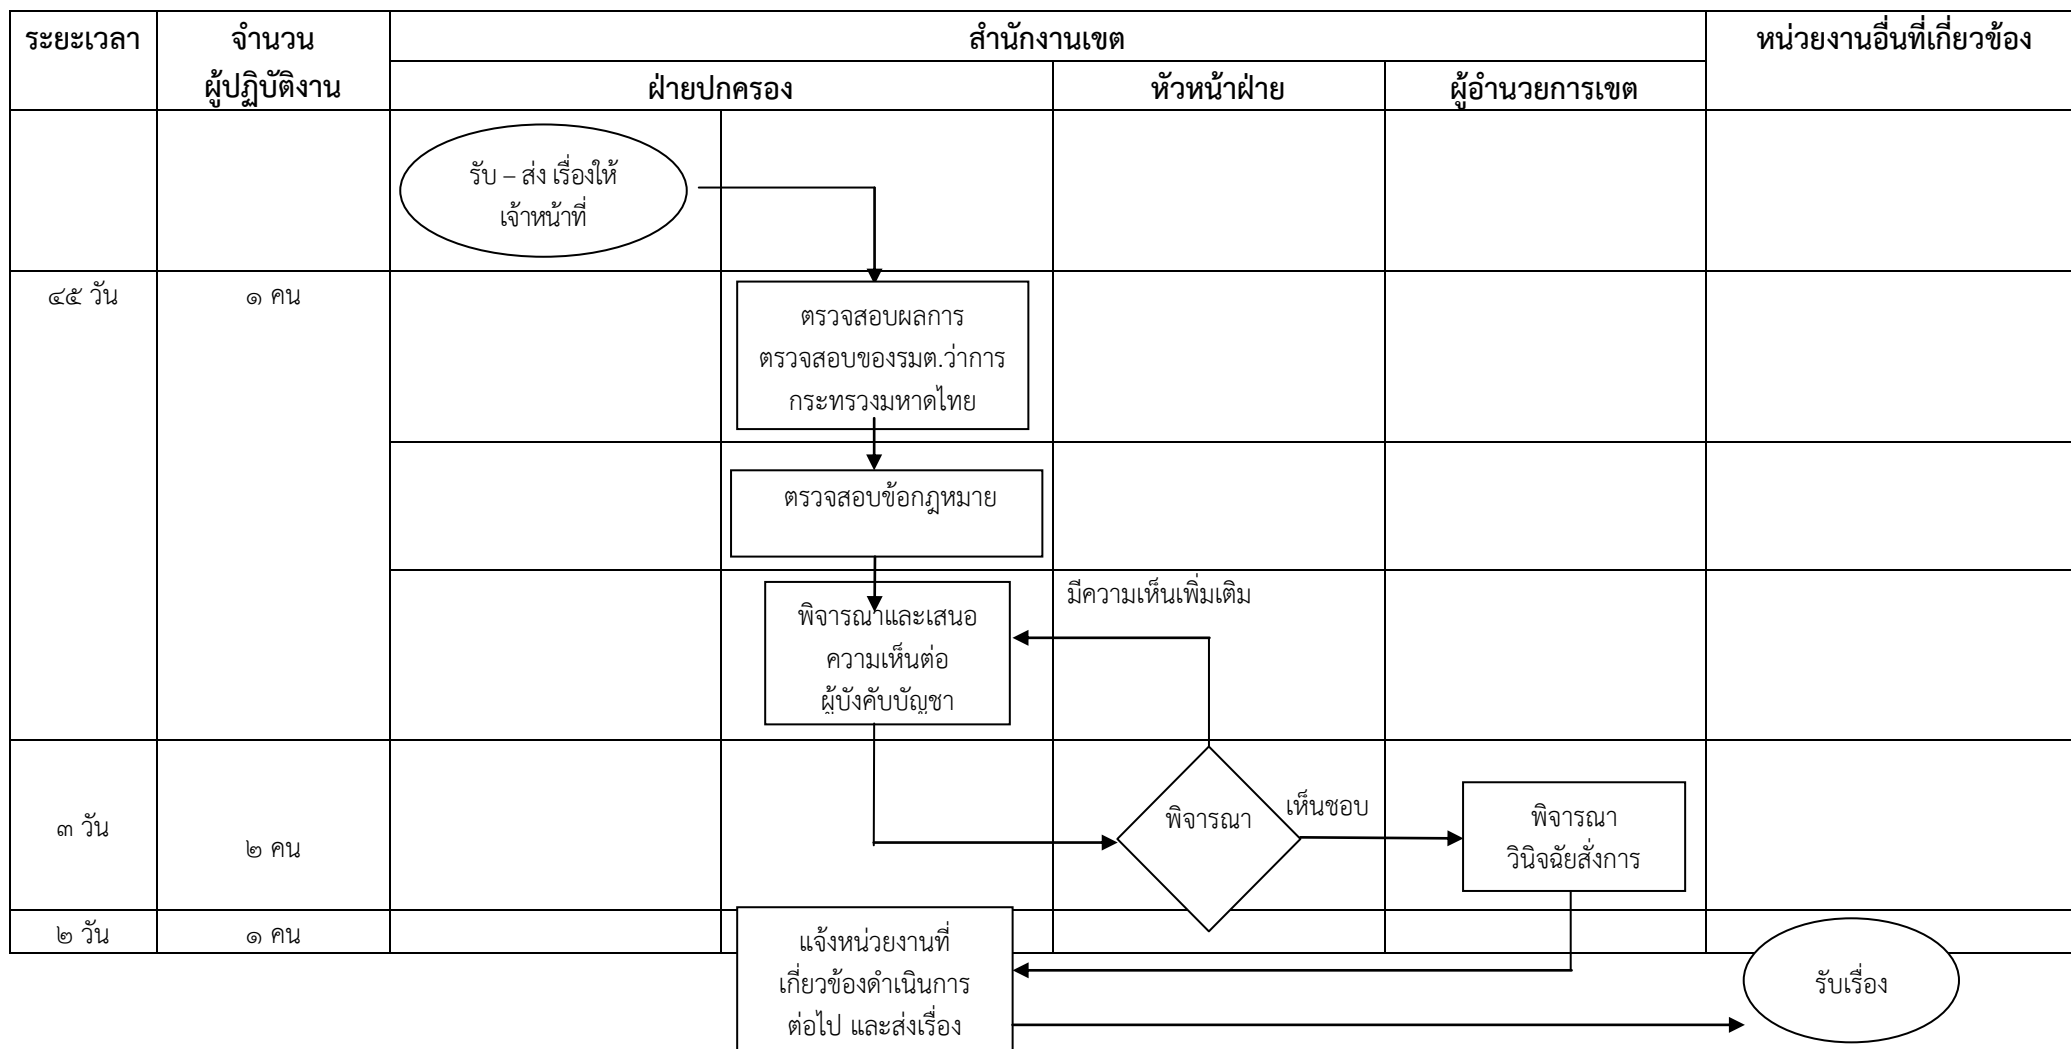 ระยะเวลา
จำนวน
ผู้ปฏิบัติงาน
สำนักงานเขต
หน่วยงานอื่นที่เกี่ยวข้อง
ฝ่ายปกครอง
หัวหน้าฝ่าย
ผู้อำนวยการเขต
รับ – ส่ง เรื่องให้
เจ้าหน้าที่
๔๕ วัน
๑ คน
ตรวจสอบผลการ
ตรวจสอบของรมต.ว่าการ
กระทรวงมหาดไทย
ตรวจสอบข้อกฎหมาย
มีความเห็นเพิ่มเติม
พิจารณาและเสนอ
ความเห็นต่อ
ผู้บังคับบัญชา
๓ วัน
๒ คน
พิจารณา
เห็นชอบ
พิจารณา
วินิจฉัยสั่งการ
๒ วัน
๑ คน
แจ้งหน่วยงานที่
เกี่ยวข้องดำเนินการ
ต่อไป และส่งเรื่อง
รับเรื่อง